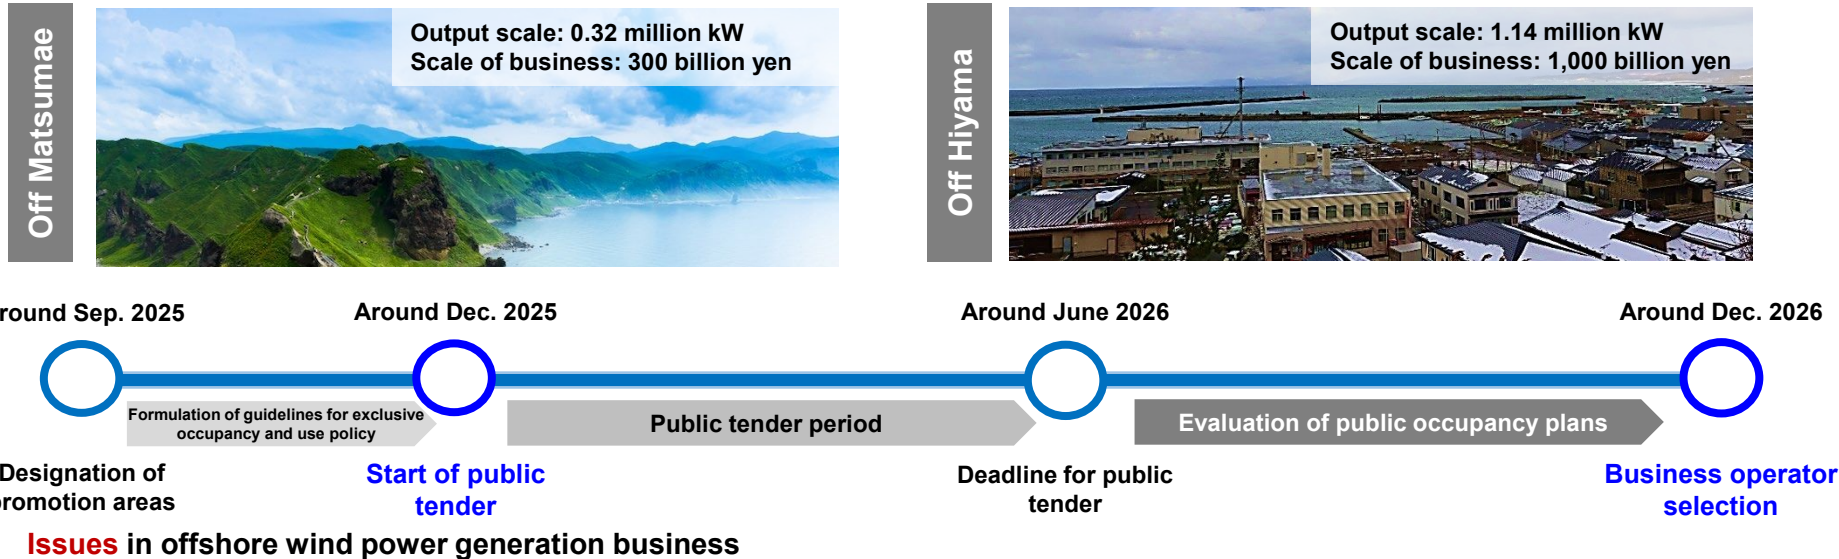 Off Matsumae
Output scale: 0.32 million kW
Scale of business: 300 billion yen
Off Hiyama
Output scale: 1.14 million kW
Scale of business: 1,000 billion yen
round Sep. 2025
Around Dec. 2025
Around June 2026
Around Dec. 2026
Formulation of guidelines for exclusive
occupancy and use policy
Public tender period
Evaluation of public occupancy plans
Designation of
promotion areas
Start of public
tender
Deadline for public
tender
Business operator
selection
Issues in offshore wind power generation business